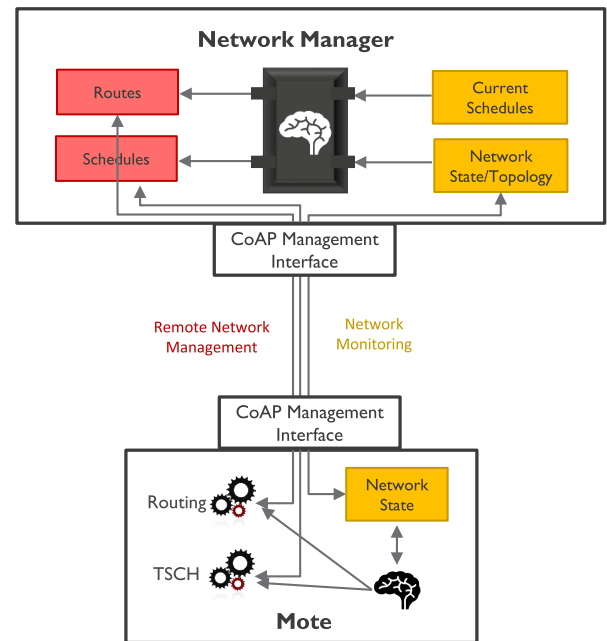 Network Manager
Routes
Current
Schedules
Schedules
Network
State/Topology
CoAP Management
Interface
Remote Network
Management
Network
Monitoring
CoAP Management
Interface
Routing
Network
State
TSCH
Mote